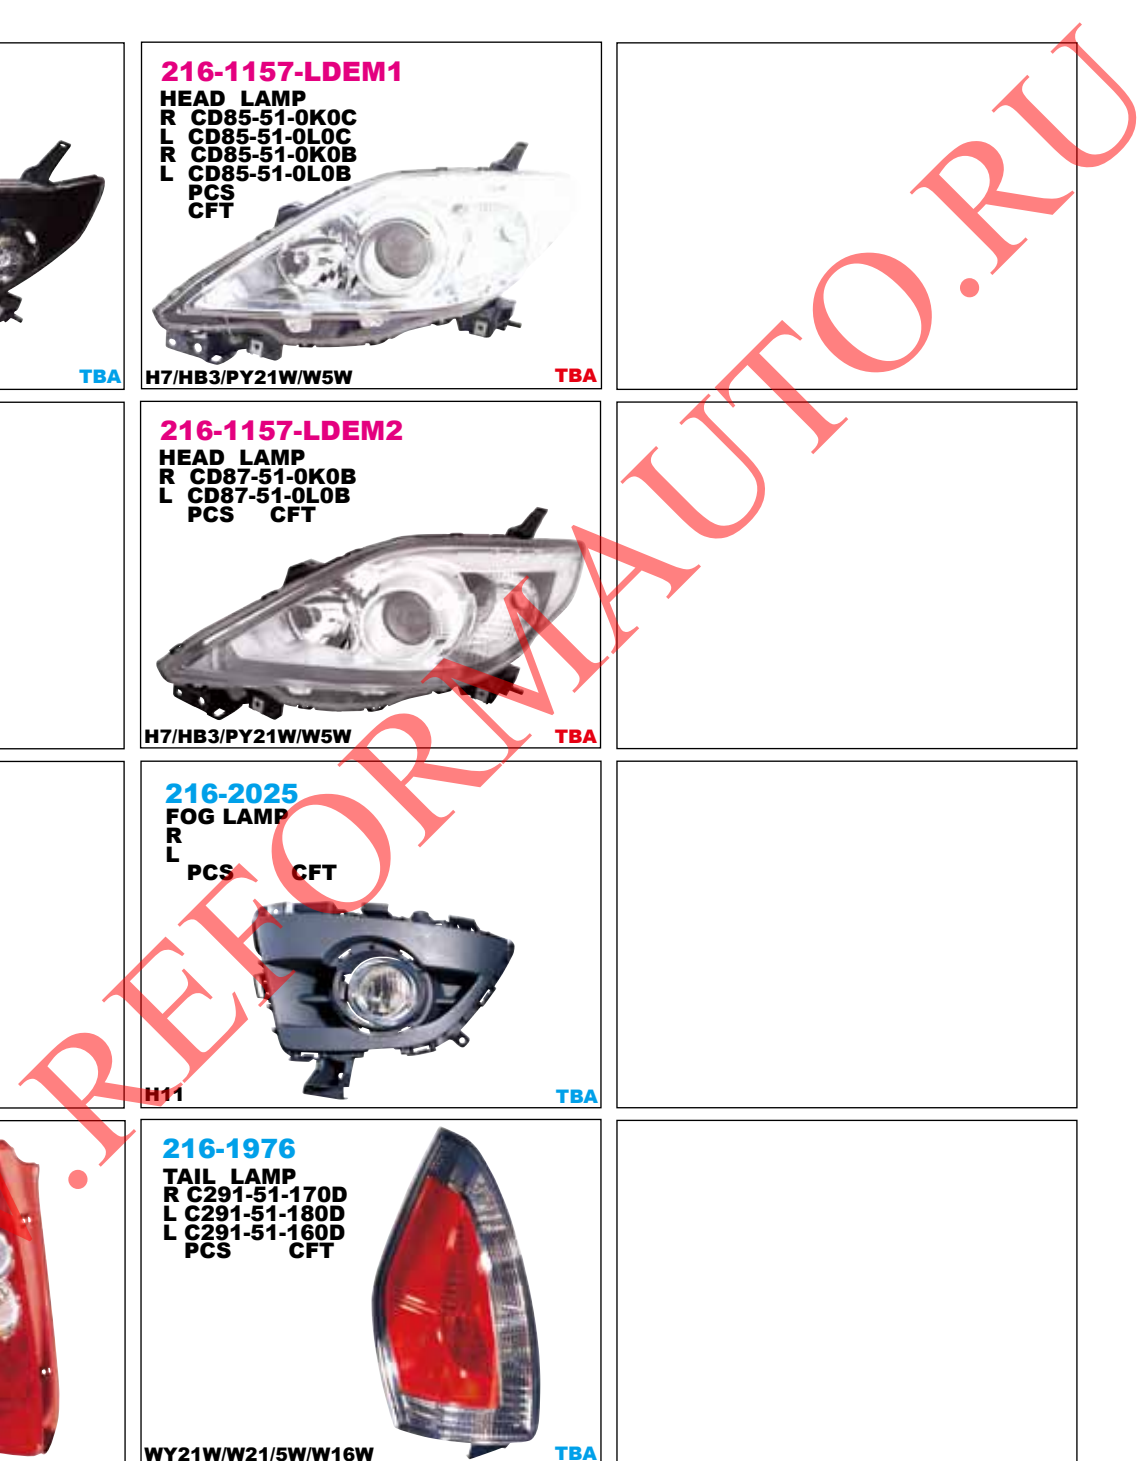 216-1157-LDEM1
HEAD LAMP
R CD85-51-0K0C
L CD85-51-0L0C
R CD85-51-0K0B
L CD85-51-0L0B
PCS
CFT
TBA
H7/HB3/PY21W/W5W TBA
216-1157-LDEM2
HEAD LAMP
R CD87-51-0K0B
L CD87-51-0L0B
PCS CFT
H7/HB3/PY21W/W5W TBA
216-2025
FOG LAMP
R
L
PCS CFT
H11 TBA
216-1976
TAIL LAMP
R C291-51-170D
L C291-51-180D
L C291-51-160D
PCS CFT
WY21W/W21/5W/W16W TBA
.REFORMAUTO.RU